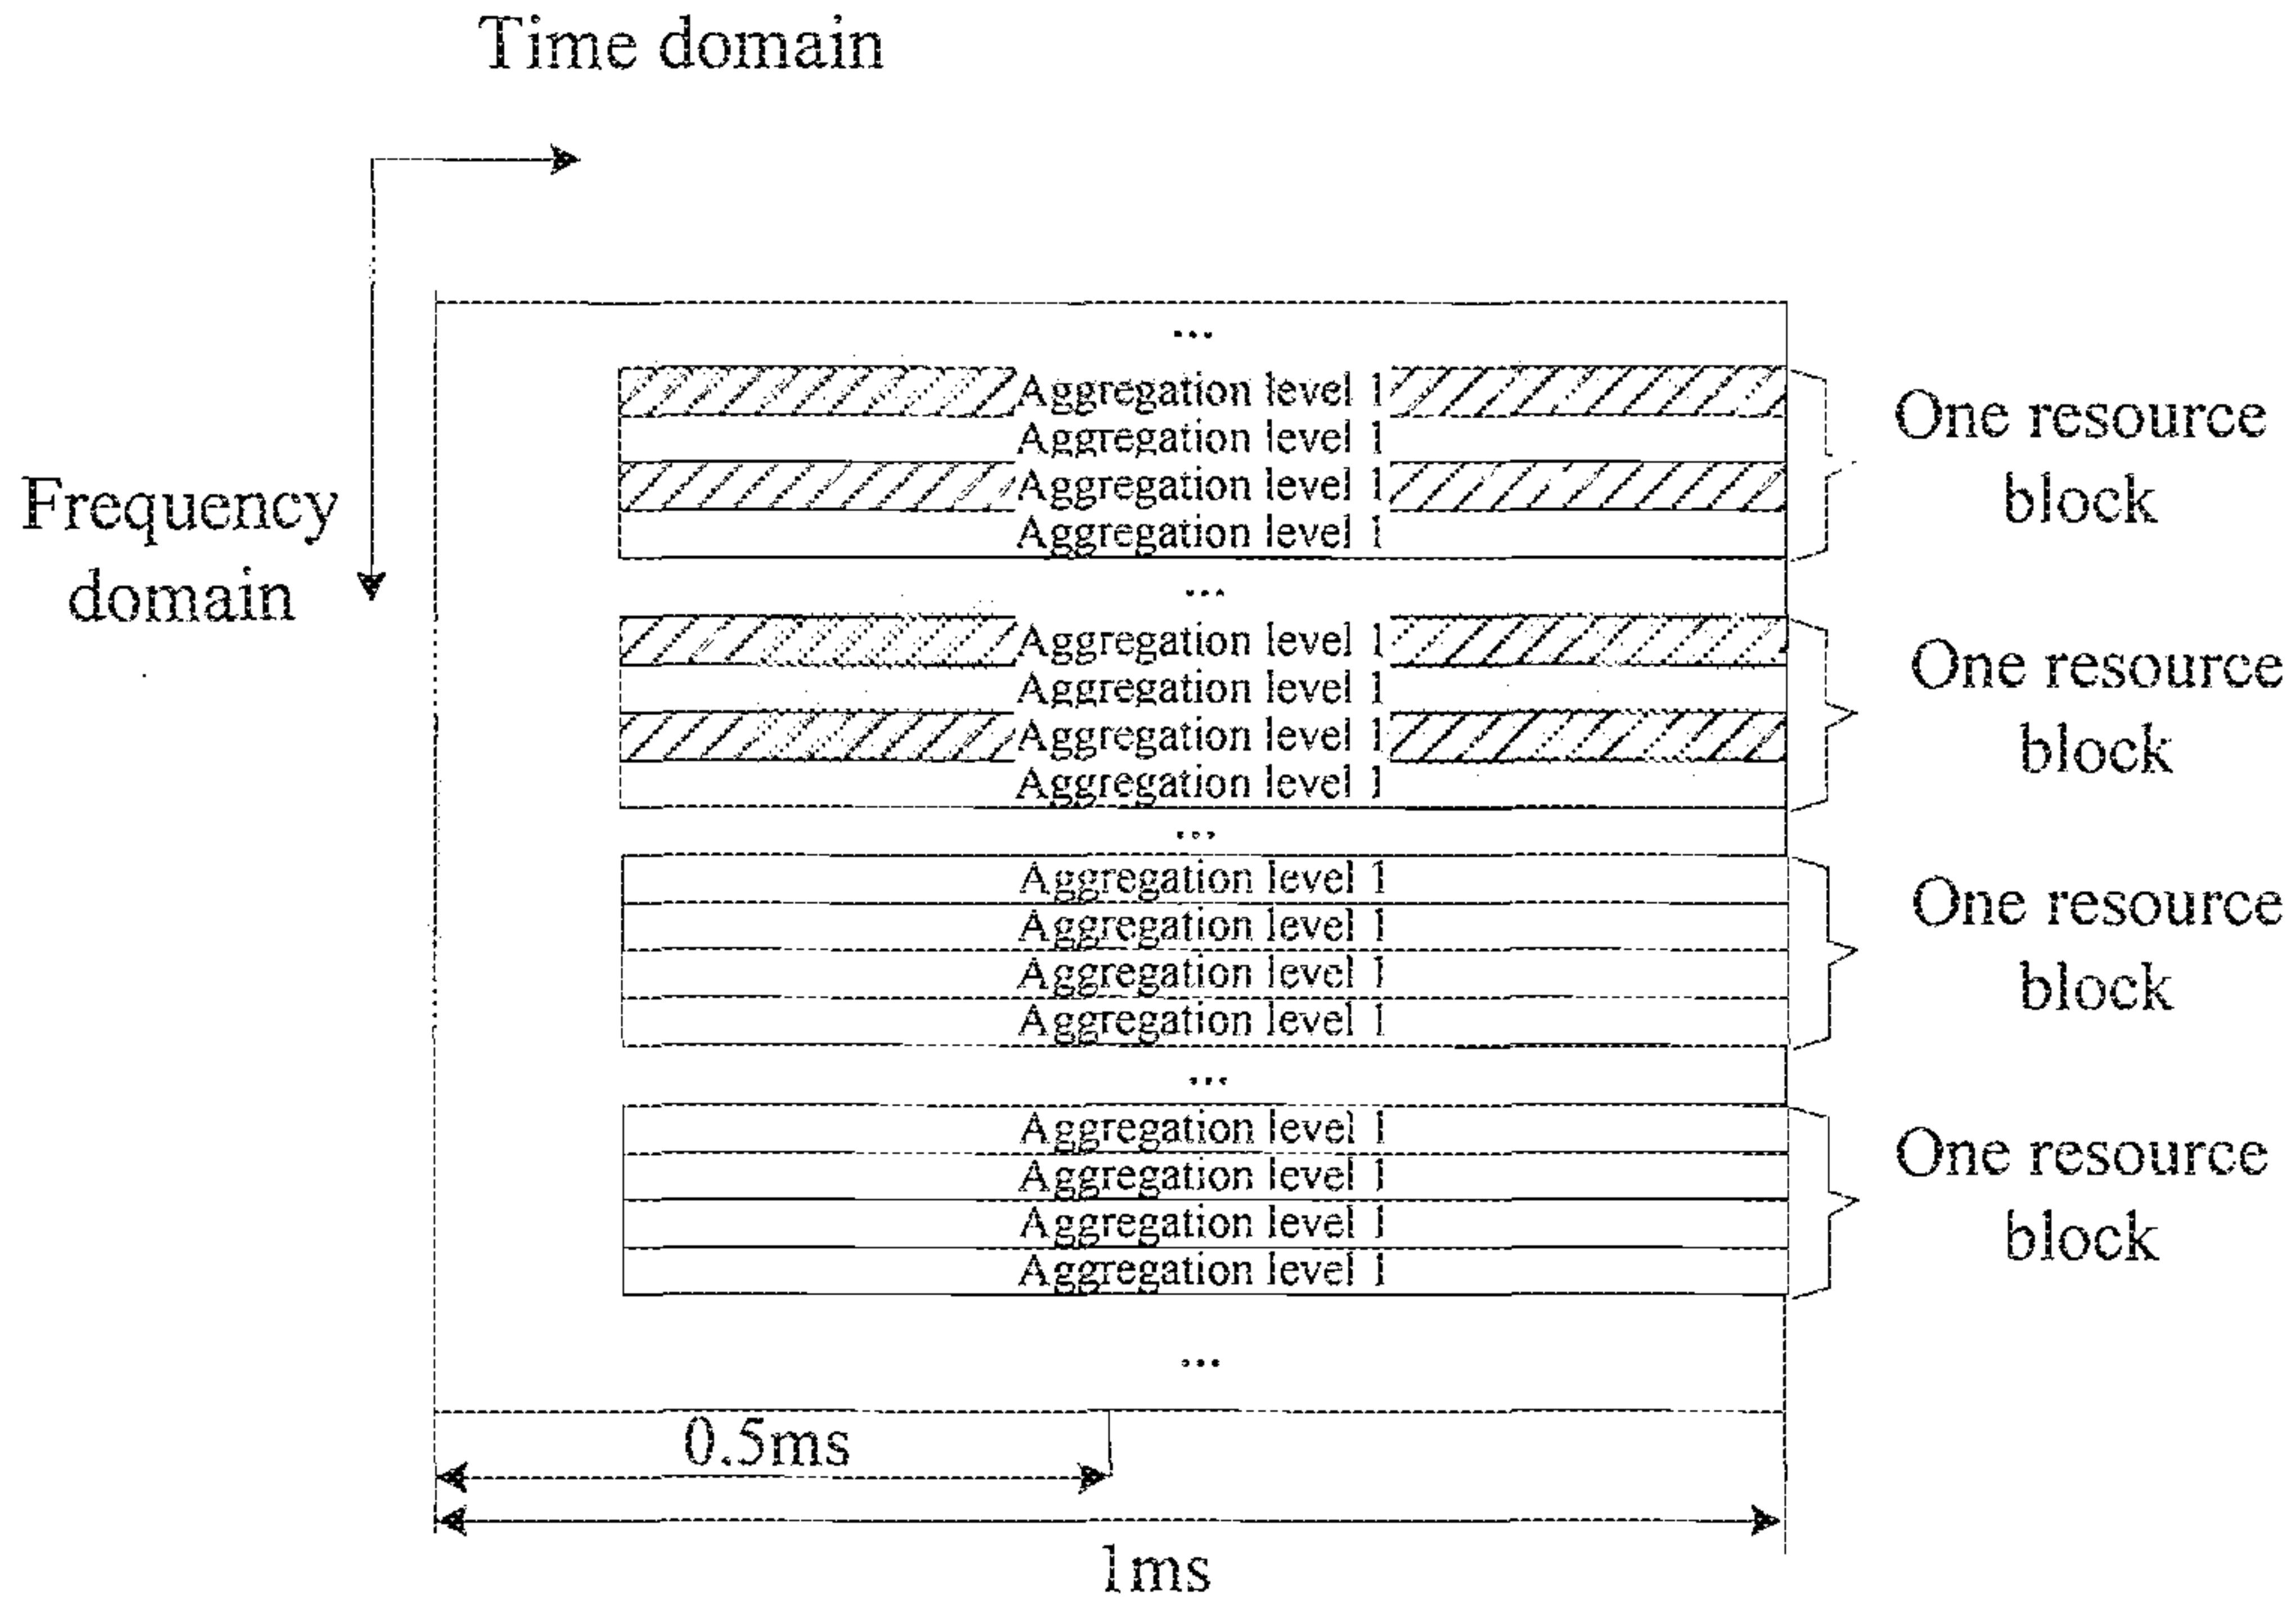 Time domain
Frequency
domain
...
Aggregation level 1
Aggregation level 1
Aggregation level 1
Aggregation level 1
One resource
block
...
Aggregation level 1
Aggregation level 1
Aggregation level 1
Aggregation level 1
One resource
block
...
Aggregation level 1
Aggregation level 1
Aggregation level 1
Aggregation level 1
One resource
block
...
Aggregation level 1
Aggregation level 1
Aggregation level 1
Aggregation level 1
One resource
block
...
0.5ms
1ms